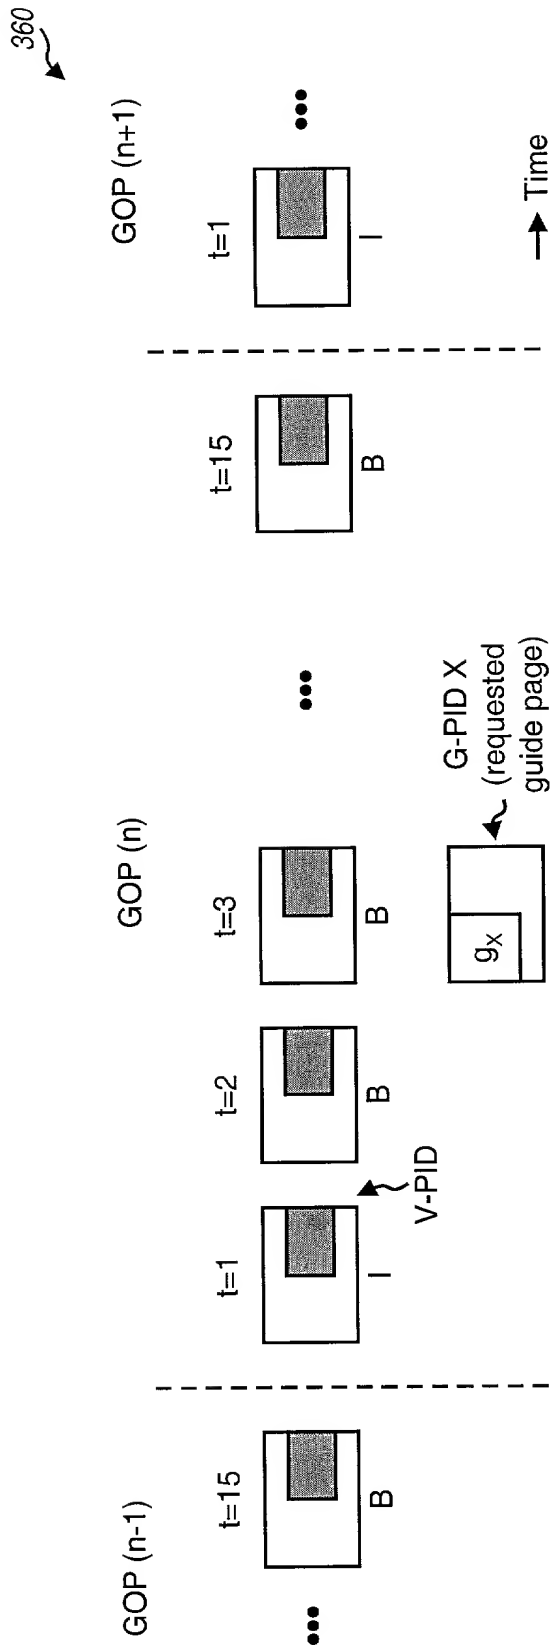 360
GOP (n-1)
GOP (n)
GOP (n+1)
t=15
t=1
t=2
t=3
t=15
t=1
•••
•••
•••
B
I
B
B
B
I
V-PID
gX
G-PID X
(requested
guide page)
Time